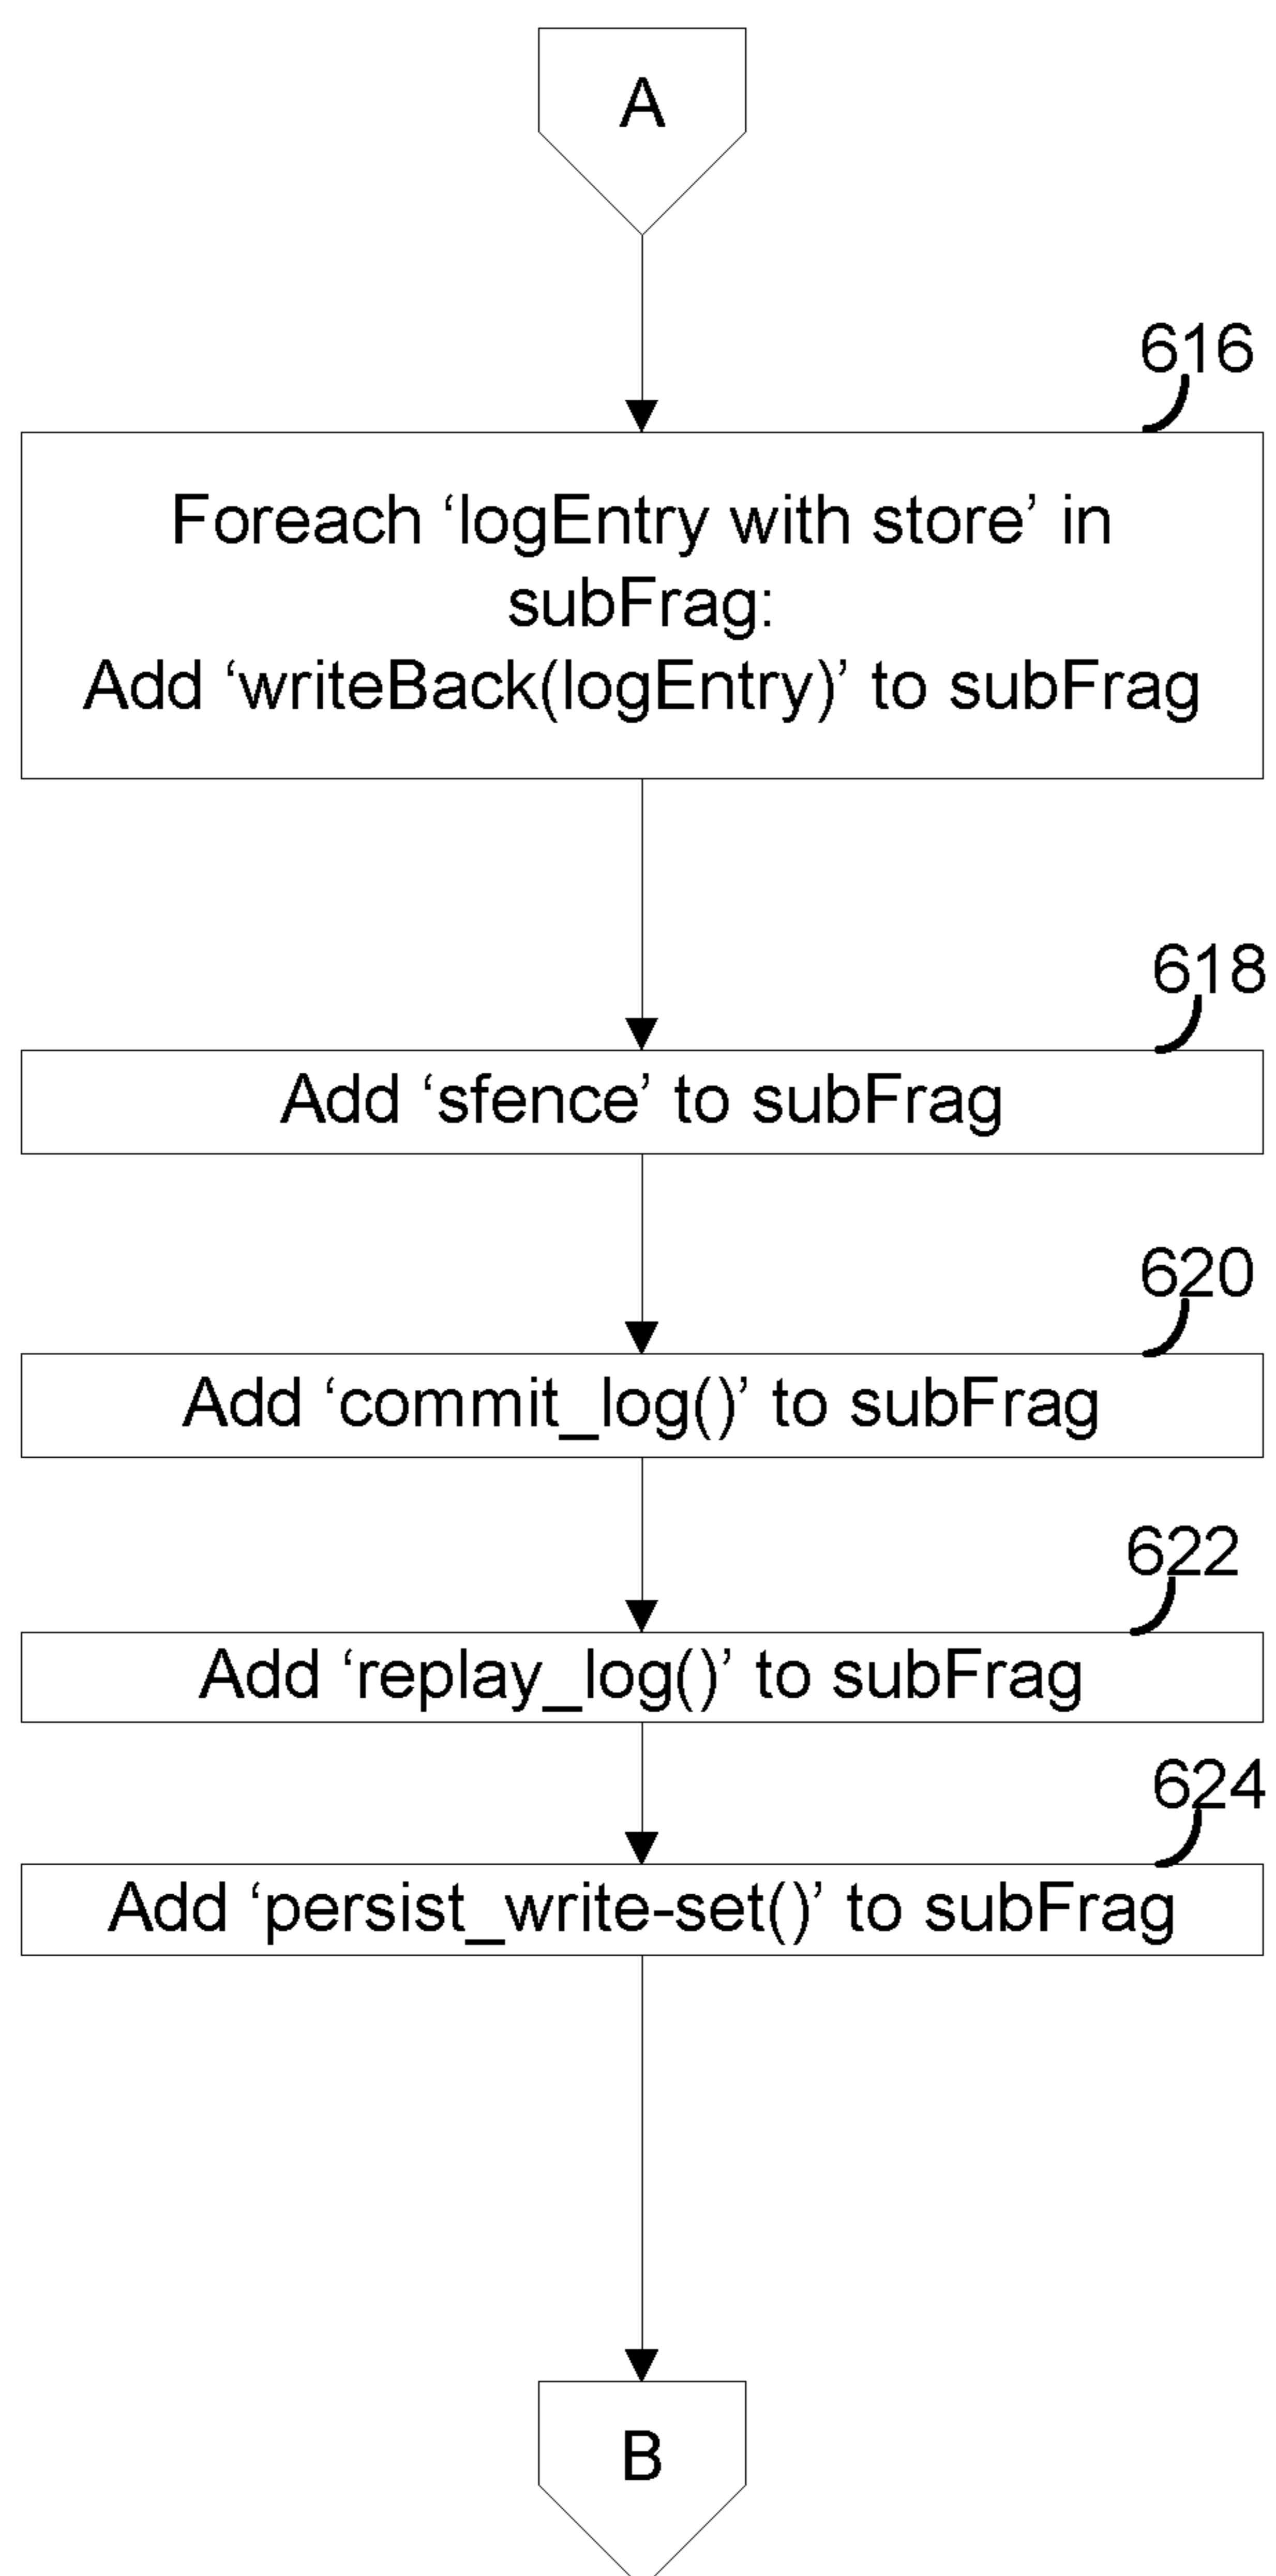 A
616
Foreach ‘logEntry with store’ in
subFrag:
Add ‘writeBack(logEntry)’ to subFrag
618
Add ‘sfence’ to subFrag
620
Add ‘commit_log()’ to subFrag
622
Add ‘replay_log()’ to subFrag
624
Add ‘persist_write-set()’ to subFrag
B